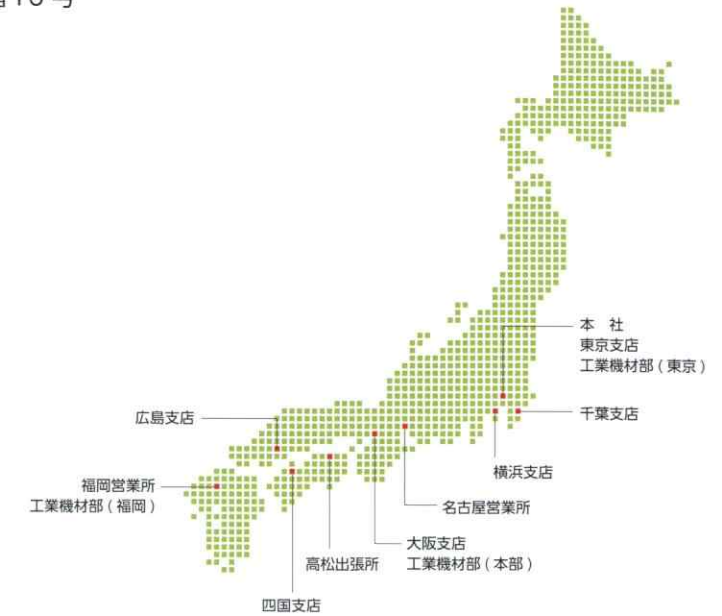 10号
本　社
東京支店
工業機材部（東京）
千葉支店
横浜支店
名古屋営業所
大阪支店
工業機材部（本部）
高松出張所
四国支店
広島支店
福岡営業所
工業機材部（福岡）